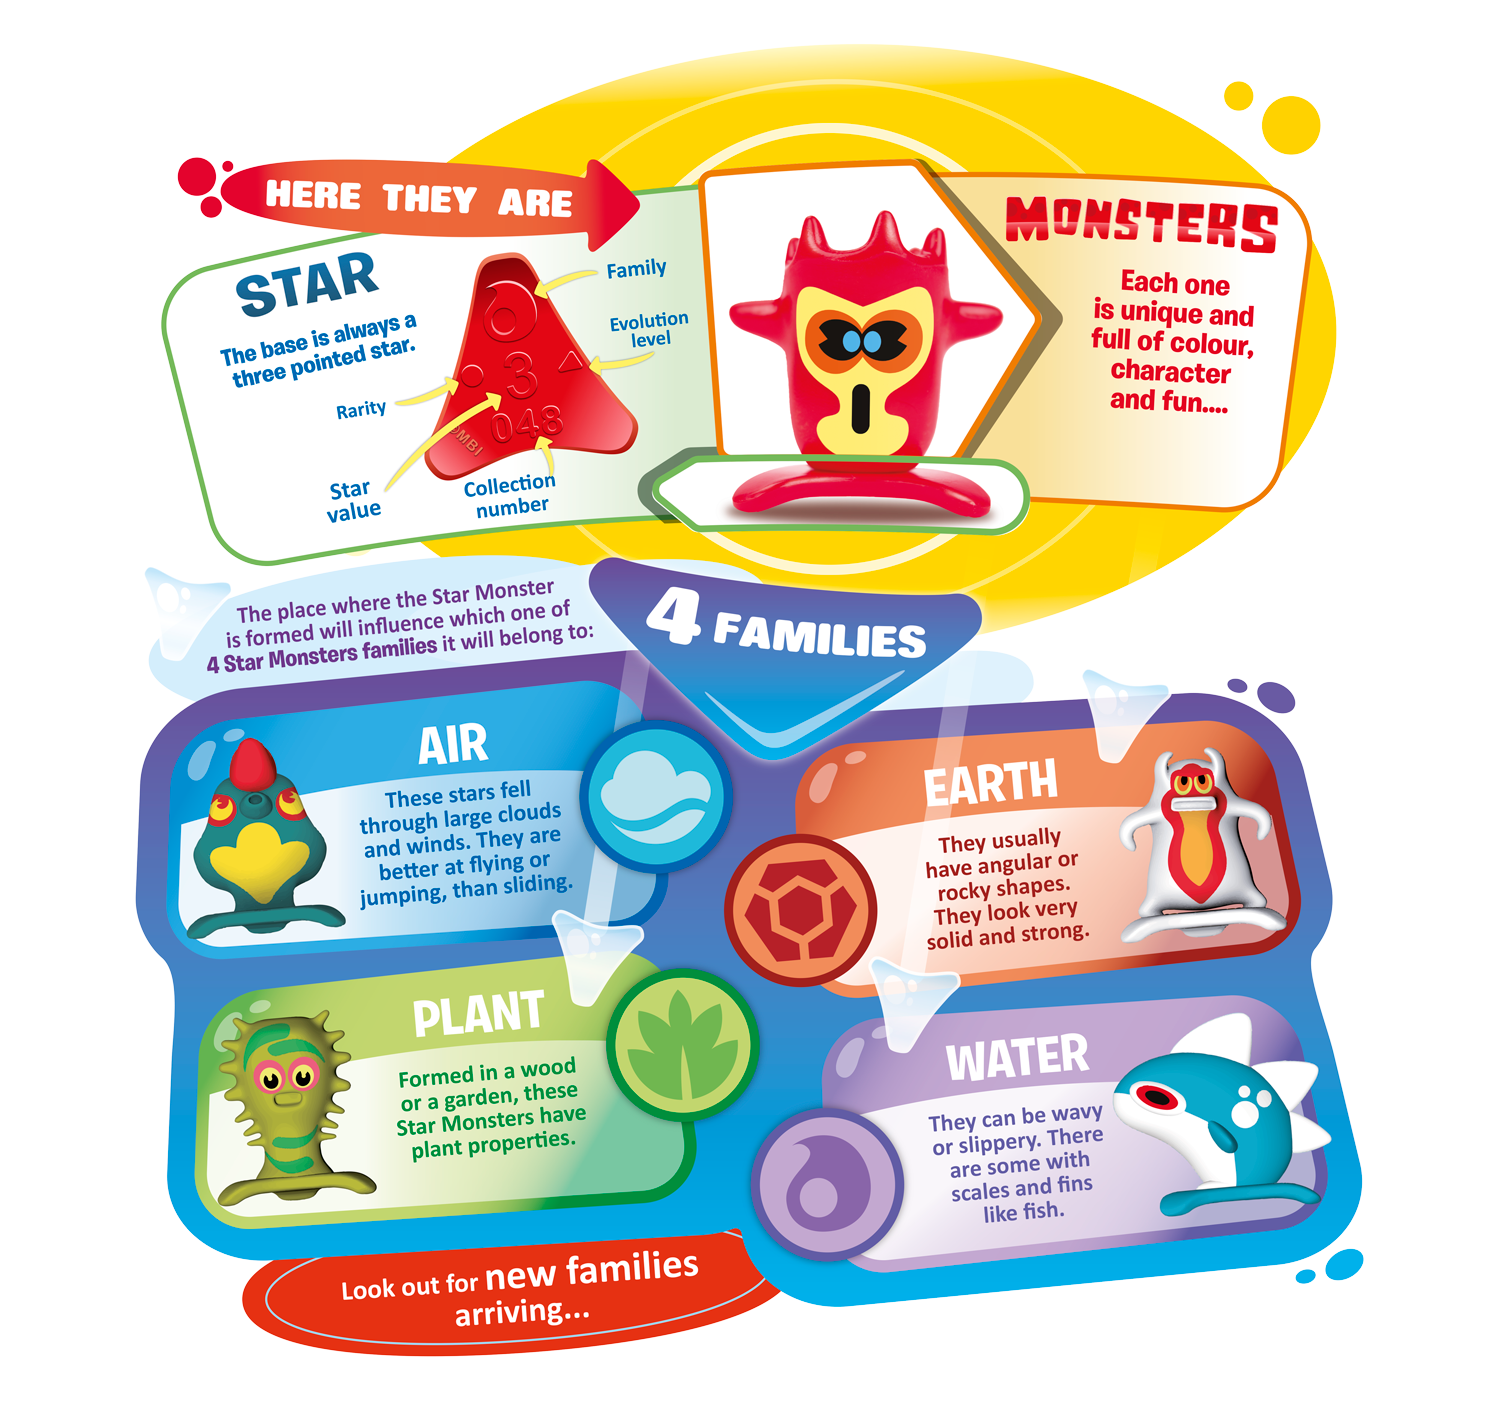 HERE THEY ARE
STAR
The base is always a
three pointed star.
Family
Evolution
level
Rarity
Star
value
Collection
number
3
048
MONSTERS
Each one
is unique and
full of colour,
character
and fun....
The place where the Star Monster
is formed will influence which one of
4 Star Monsters families it will belong to:
4 FAMILIES
AIR
These stars fell
through large clouds
and winds. They are
better at flying or
jumping, than sliding.
EARTH
They usually
have angular or
rocky shapes.
They look very
solid and strong.
PLANT
Formed in a wood
or a garden, these
Star Monsters have
plant properties.
WATER
They can be wavy
or slippery. There
are some with
scales and fins
like fish.
Look out for new families
arriving...